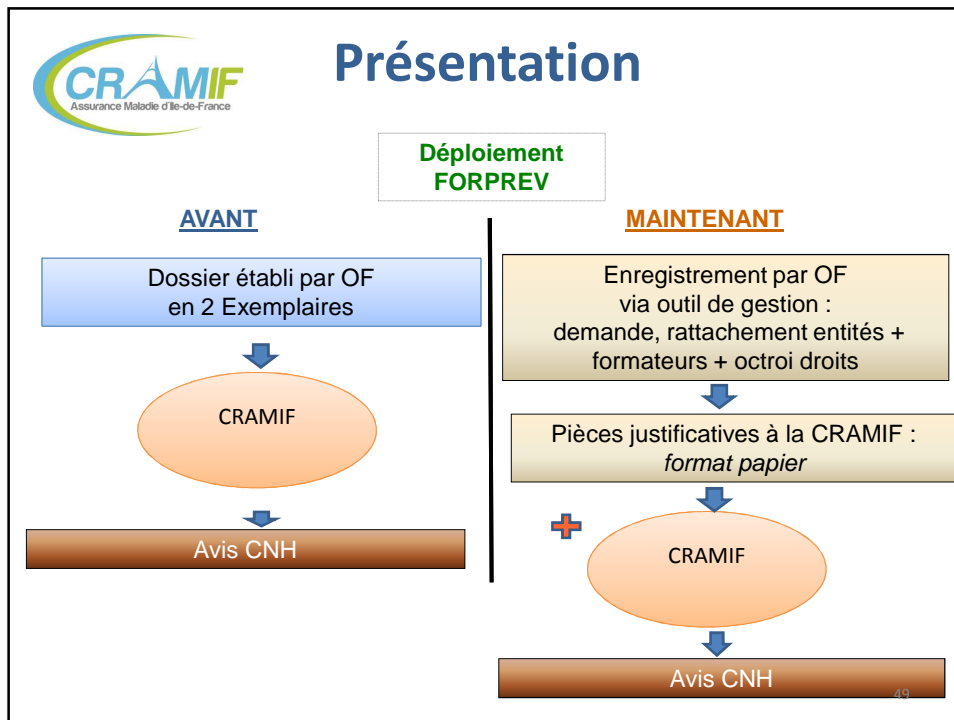 CRAMIF
Assurance Maladie d'Ile-de-France
Présentation
Déploiement
FORPREV
AVANT
Dossier établi par OF
en 2 Exemplaires
CRAMIF
Avis CNH
MAINTENANT
Enregistrement par OF
via outil de gestion :
demande, rattachement entités +
formateurs + octroi droits
Pièces justificatives à la CRAMIF :
format papier
CRAMIF
Avis CNH
49